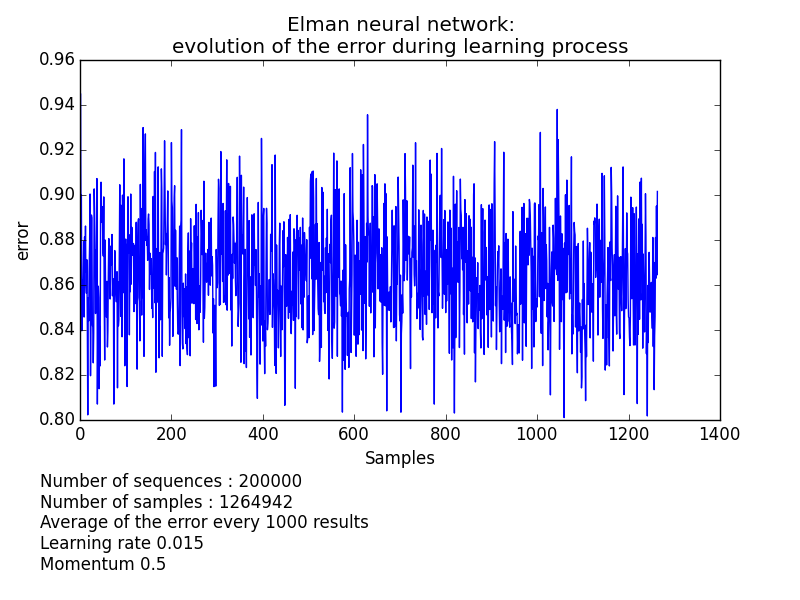 Elman neural network:
evolution of the error during learning process
0.96
0.94
0.92
0.90
0.88
0.86
0.84
0.82
0.80
error
0 200 400 600 800 1000 1200 1400
Samples
Number of sequences : 200000
Number of samples : 1264942
Average of the error every 1000 results
Learning rate 0.015
Momentum 0.5